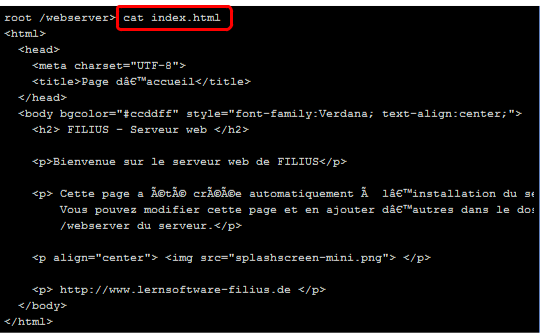 root /webserver> cat index.html
<html>
  <head>
    <meta charset="UTF-8">
    <title>Page dâ€™accueil</title>
  </head>
  <body bgcolor="#ccddff" style="font-family:Verdana; text-align:center;">
    <h2> FILIUS - Serveur web </h2>

    <p>Bienvenue sur le serveur web de FILIUS</p>

    <p> Cette page a Ã©tÃ© crÃ©Ã©e automatiquement Ã  lâ€™installation du se
        Vous pouvez modifier cette page et en ajouter dâ€™autres dans le dos
        /webserver du serveur.</p>

    <p align="center"> <img src="splashscreen-mini.png"> </p>

    <p> http://www.lernsoftware-filius.de </p>
  </body>
</html>